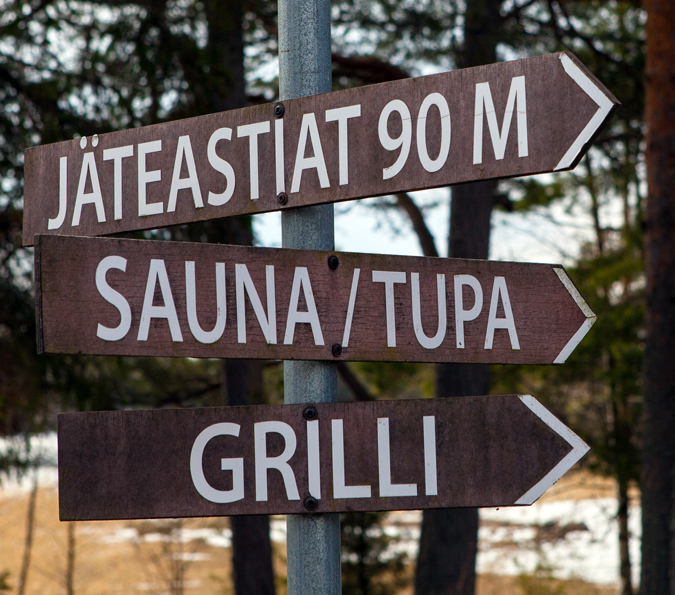 JÄTEASTIAT 90 M
SAUNA / TUPA
GRILLI